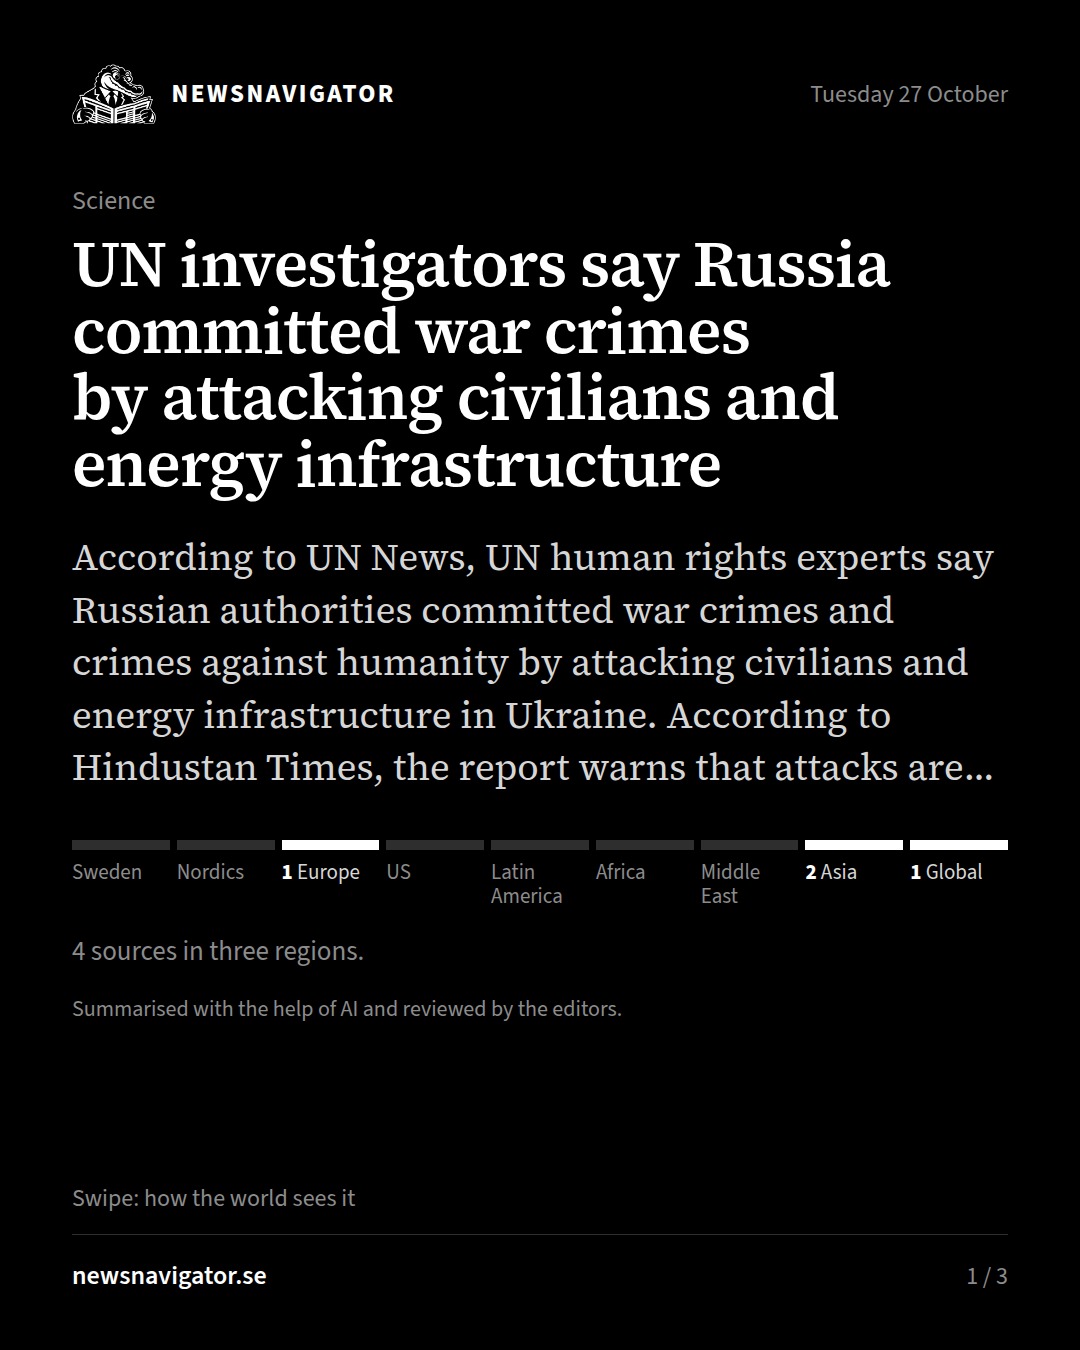 NEWSNAVIGATOR
Tuesday 27 October
Science
UN investigators say Russia
committed war crimes
by attacking civilians and
energy infrastructure
According to UN News, UN human rights experts say
Russian authorities committed war crimes and
crimes against humanity by attacking civilians and
energy infrastructure in Ukraine. According to
Hindustan Times, the report warns that attacks are...
Sweden
Nordics
1 Europe
US
Latin
America
Africa
Middle
East
2 Asia
1 Global
4 sources in three regions.
Summarised with the help of AI and reviewed by the editors.
Swipe: how the world sees it
newsnavigator.se
1 / 3